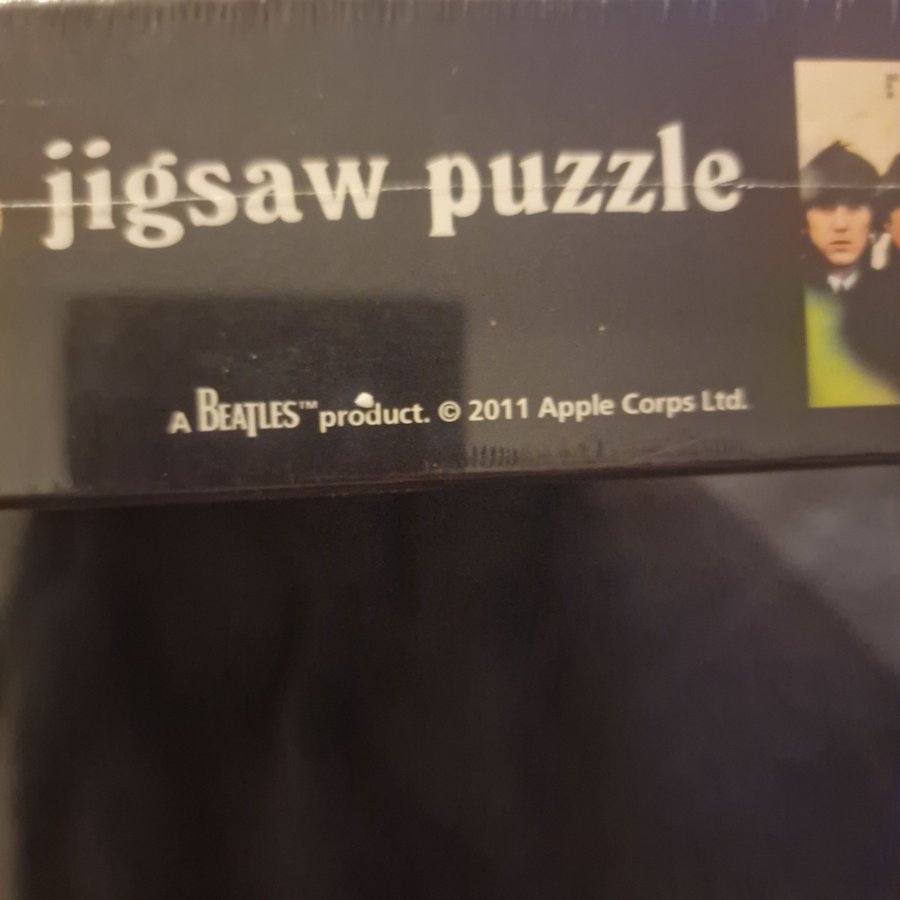 jigsaw puzzle
A BEATLES™ product. © 2011 Apple Corps Ltd.